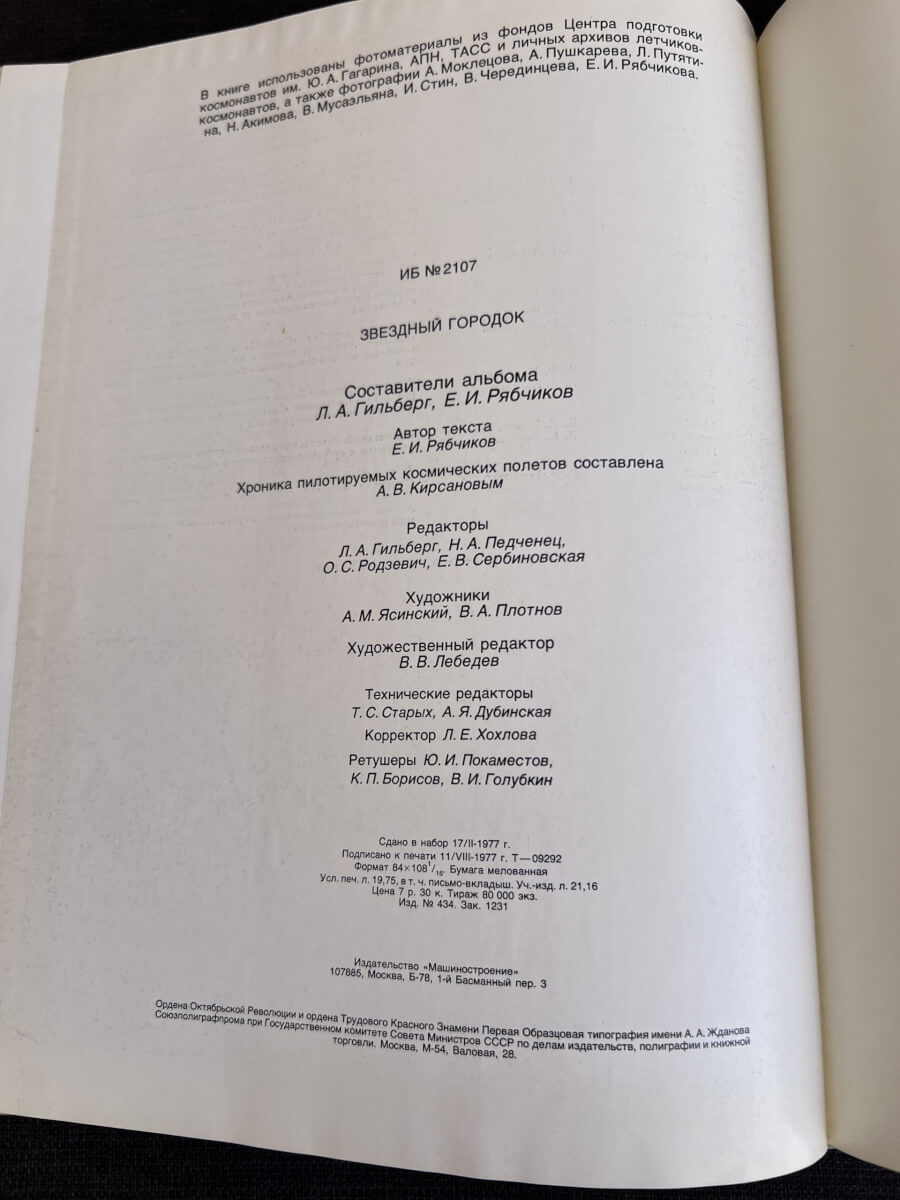 В книге использованы фотоматериалы из фондов Центра подготовки
космонавтов им. Ю. А. Гагарина, АПН, ТАСС и личных архивов летчиков-
космонавтов, а также фотографии А. Моклецова, А. Пушкарева, Л. Путяти-
на, Н. Акимова, В. Мусаэльяна, И. Стин, В. Черединцева, Е. И. Рябчикова.
ИБ № 2107
ЗВЕЗДНЫЙ ГОРОДОК
Составители альбома
Л. А. Гильберг, Е. И. Рябчиков
Автор текста
Е. И. Рябчиков
Хроника пилотируемых космических полетов составлена
А. В. Кирсановым
Редакторы
Л. А. Гильберг, Н. А. Педченец,
О. С. Родзевич, Е. В. Сербиновская
Художники
А. М. Ясинский, В. А. Плотнов
Художественный редактор
В. В. Лебедев
Технические редакторы
Т. С. Старых, А. Я. Дубинская
Корректор Л. Е. Хохлова
Ретушеры Ю. И. Покаместов,
К. П. Борисов, В. И. Голубкин
Сдано в набор 17/II-1977 г.
Подписано к печати 11/VIII-1977 г. Т—09292
Формат 84×108¹/₁₆. Бумага мелованная
Усл. печ. л. 19,75, в т. ч. письмо-вкладыш. Уч.-изд. л. 21,16
Цена 7 р. 30 к. Тираж 80 000 экз.
Изд. № 434. Зак. 1231
Издательство «Машиностроение»
107885, Москва, Б-78, 1-й Басманный пер. 3
Ордена Октябрьской Революции и ордена Трудового Красного Знамени Первая Образцовая типография имени А. А. Жданова
Союзполиграфпрома при Государственном комитете Совета Министров СССР по делам издательств, полиграфии и книжной
торговли. Москва, М-54, Валовая, 28.